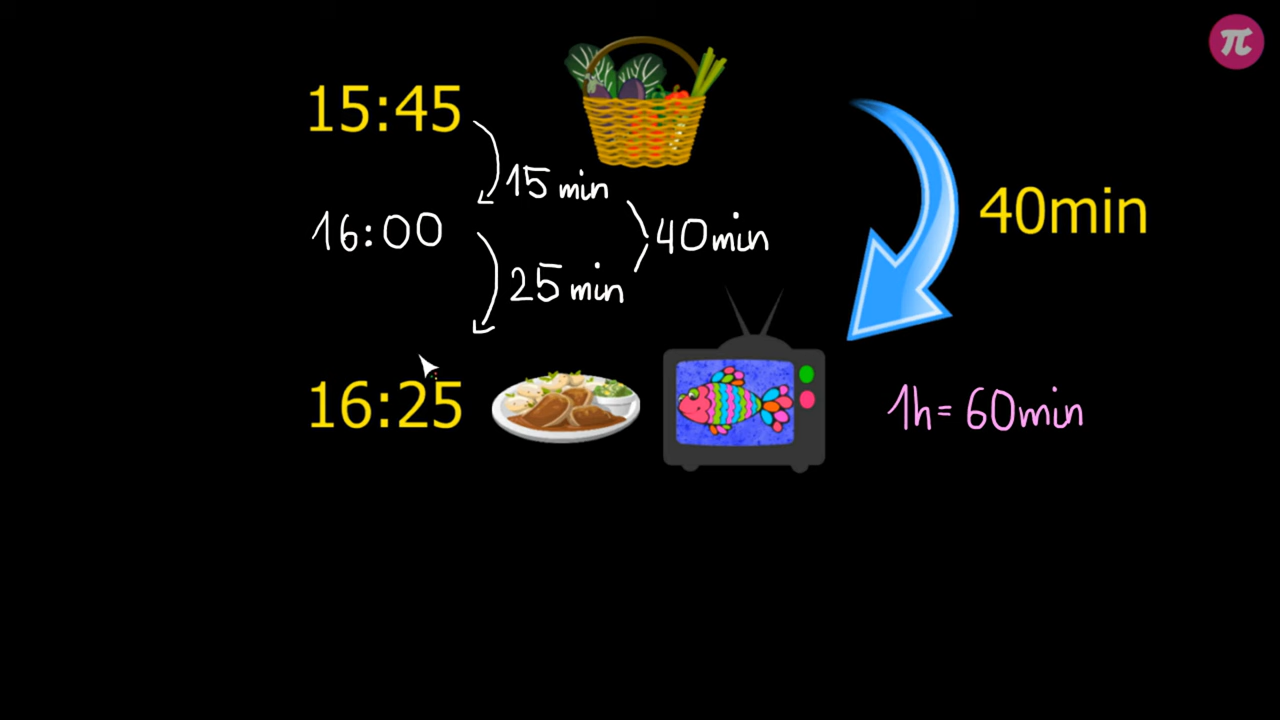 π
15:45
15 min
16:00
40min
40min
25 min
16:25
1h = 60min